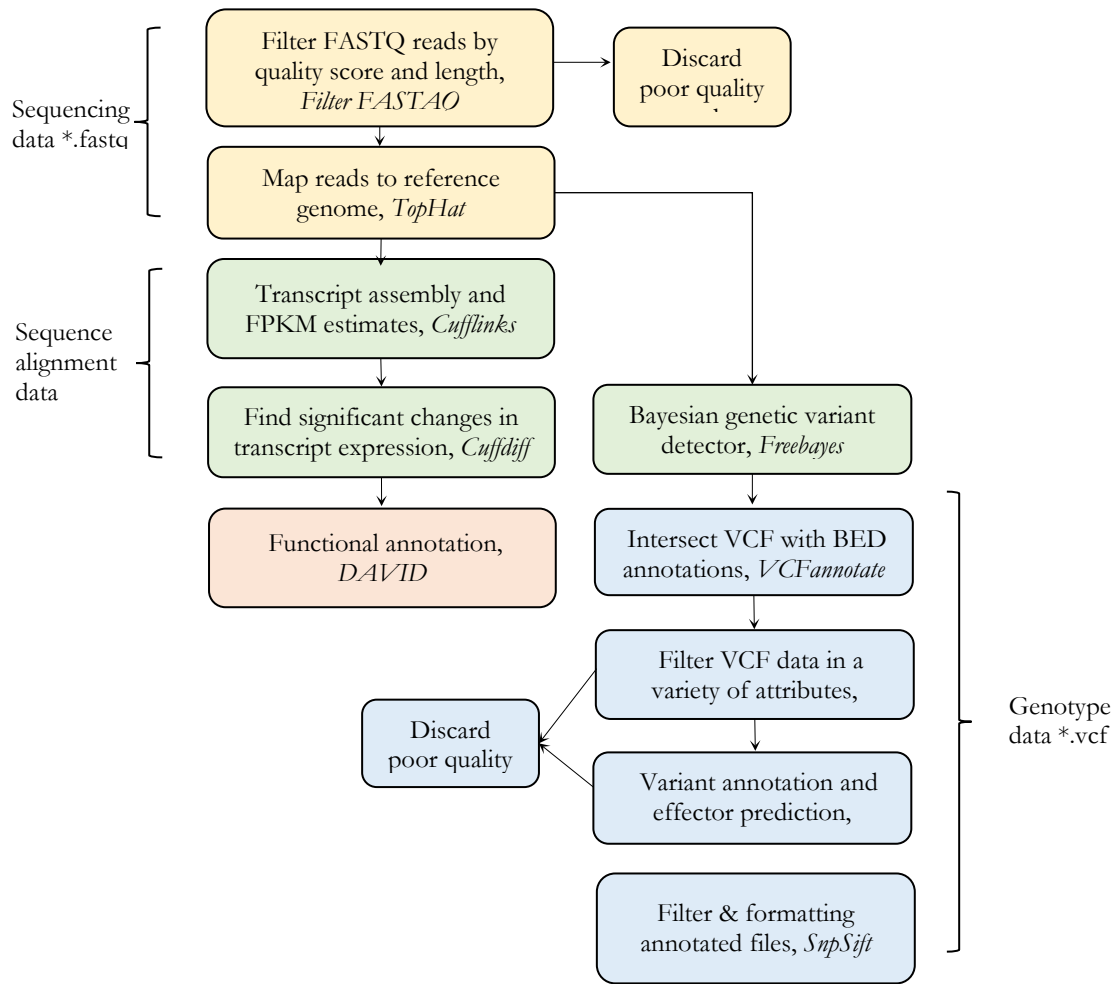 Filter FASTQ reads by
quality score and length,
Filter FASTAQ
Discard
poor quality
Sequencing
data *.fastq
Map reads to reference
genome, TopHat
Transcript assembly and
FPKM estimates, Cufflinks
Sequence
alignment
data
Find significant changes in
transcript expression, Cuffdiff
Bayesian genetic variant
detector, Freebayes
Functional annotation,
DAVID
Intersect VCF with BED
annotations, VCFannotate
Filter VCF data in a
variety of attributes,
Discard
poor quality
Genotype
data *.vcf
Variant annotation and
effector prediction,
Filter & formatting
annotated files, SnpSift